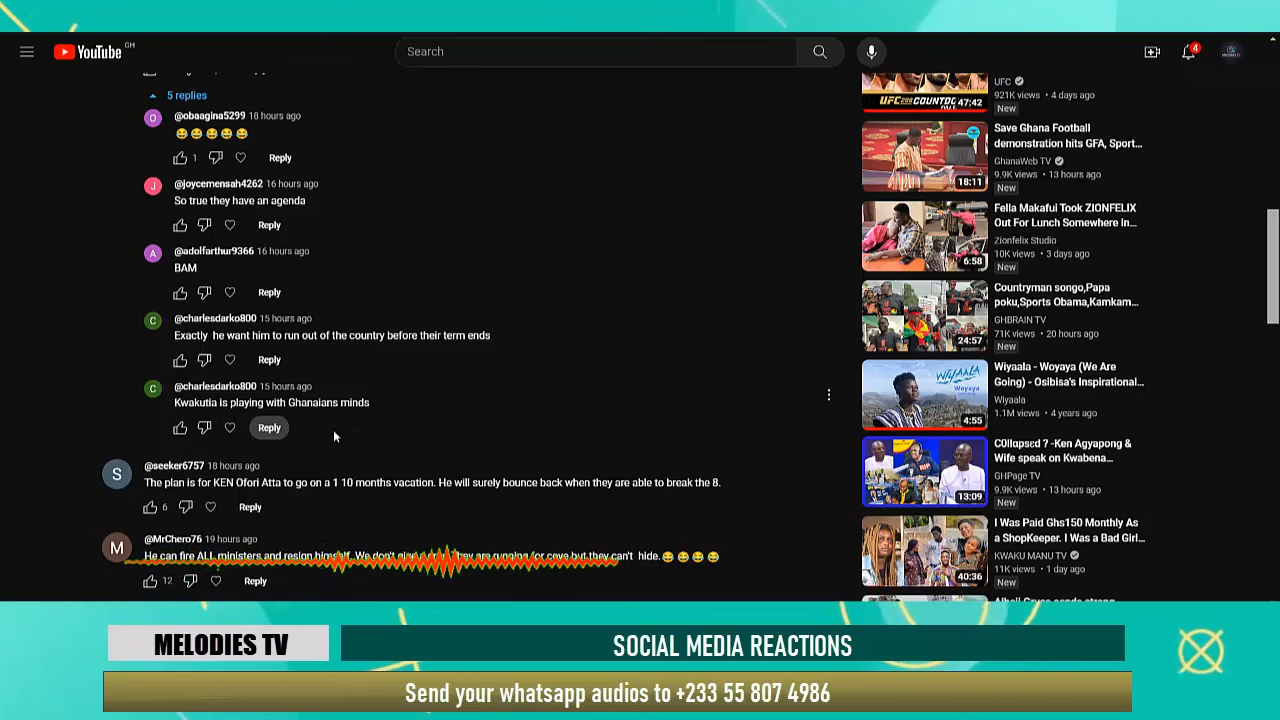 YouTube GH
Search
4
5 replies
@obaagina5299 18 hours ago
😂😂😂😂😂
1 Reply
@joycemensah4262 16 hours ago
So true they have an agenda
Reply
@adolfarthur9366 16 hours ago
BAM
Reply
@charlesdarko800 15 hours ago
Exactly he want him to run out of the country before their term ends
Reply
@charlesdarko800 15 hours ago
Kwakutia is playing with Ghanaians minds
Reply
@seeker6757 18 hours ago
The plan is for KEN Ofori Atta to go on a 1 10 months vacation. He will surely bounce back when they are able to break the 8.
6 Reply
@MrChero76 19 hours ago
He can fire ALL ministers and resign himself. We don't they are running for but they can't hide.😂😂😂😂
12 Reply
O
J
A
C
C
S
M
UFC
47:42
UFC
921K views • 4 days ago
New
18:11
Save Ghana Football
demonstration hits GFA, Sport...
GhanaWeb TV
9.9K views • 13 hours ago
New
6:58
Fella Makafui Took ZIONFELIX
Out For Lunch Somewhere In...
Zionfelix Studio
10K views • 3 days ago
New
24:57
Countryman songo,Papa
poku,Sports Obama,Kamkam...
GHBRAIN TV
71K views • 20 hours ago
New
WIYAALA
Woyaya
4:55
Wiyaala - Woyaya (We Are
Going) - Osibisa's Inspirational...
Wiyaala
1.1M views • 4 years ago
13:09
C0llαpsεd ? -Ken Agyapong &
Wife speak on Kwabena...
GHPage TV
9.9K views • 13 hours ago
New
40:36
I Was Paid Ghs150 Monthly As
a ShopKeeper. I Was a Bad Girl...
KWAKU MANU TV
11K views • 1 day ago
New
MELODIES TV
SOCIAL MEDIA REACTIONS
Send your whatsapp audios to +233 55 807 4986